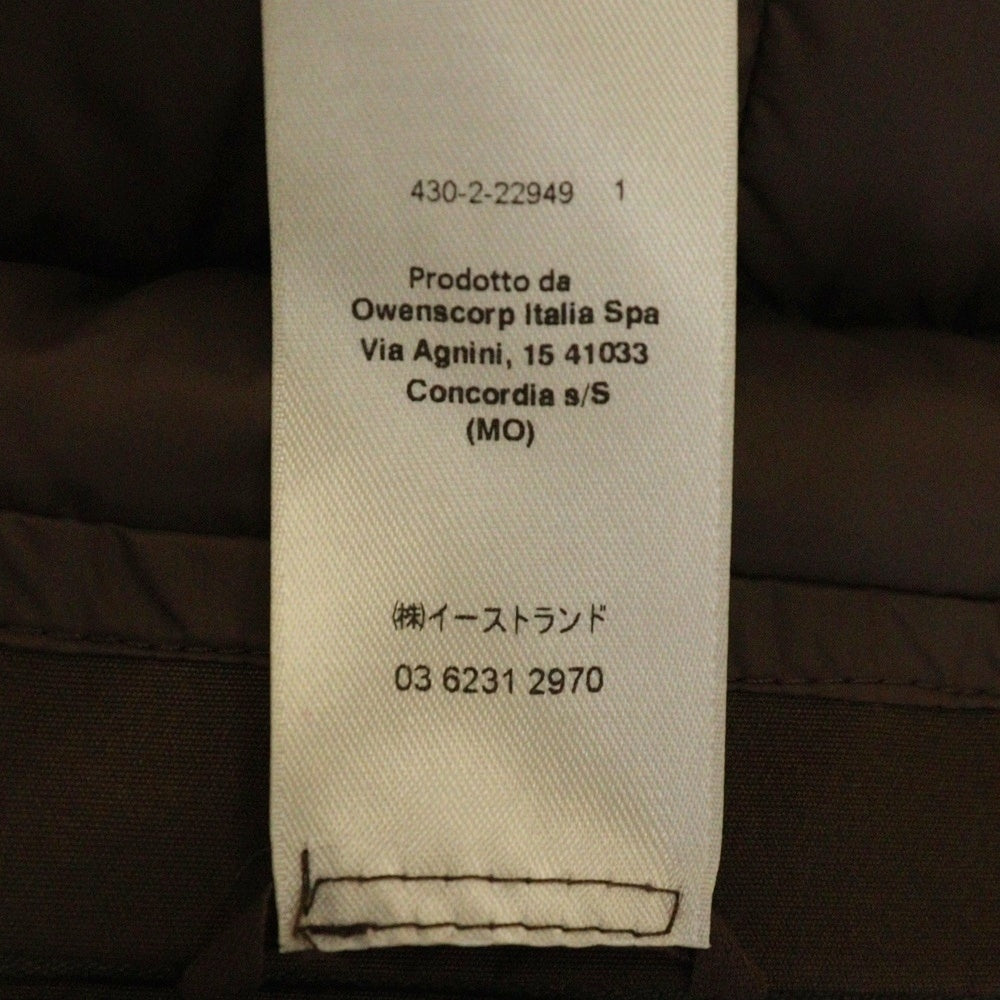 430-2-22949 1
Prodotto da
Owenscorp Italia Spa
Via Agnini, 15 41033
Concordia s/S
(MO)
㈱イーストランド
03 6231 2970